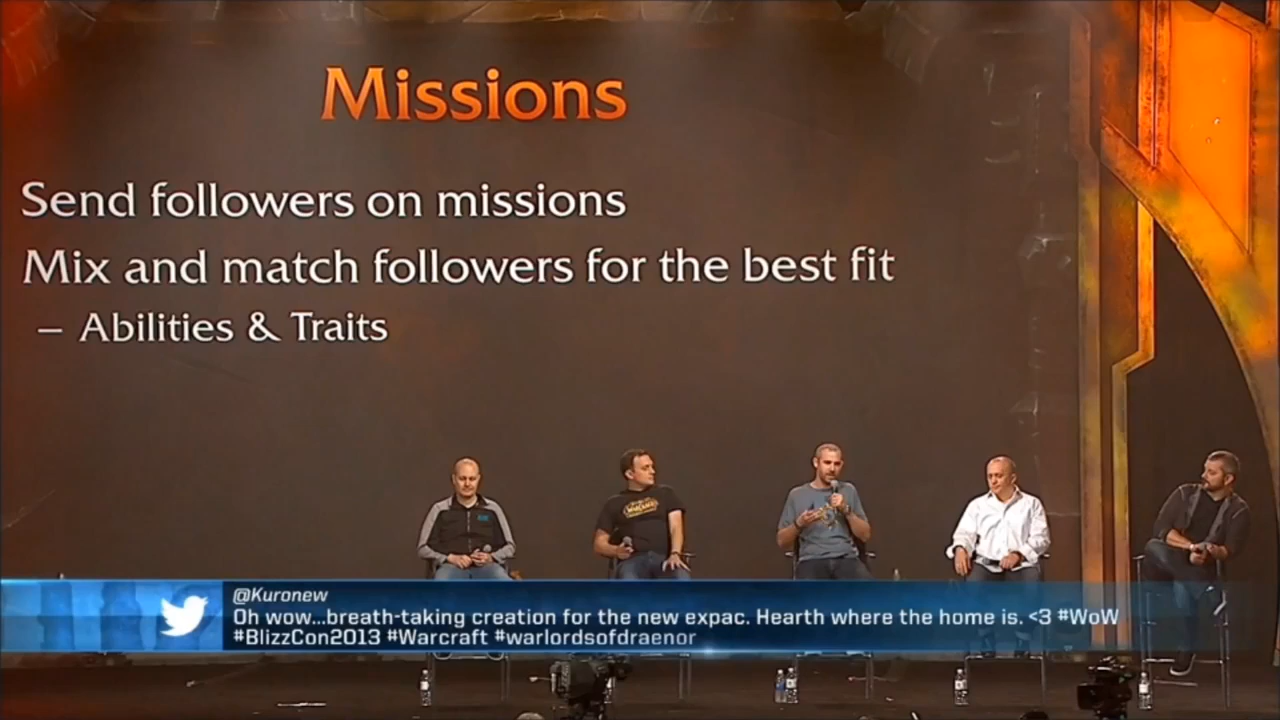 Missions
Send followers on missions
Mix and match followers for the best fit
– Abilities & Traits
@Kuronew
Oh wow...breath-taking creation for the new expac. Hearth where the home is. <3 #WoW
#BlizzCon2013 #Warcraft #warlordsofdraenor